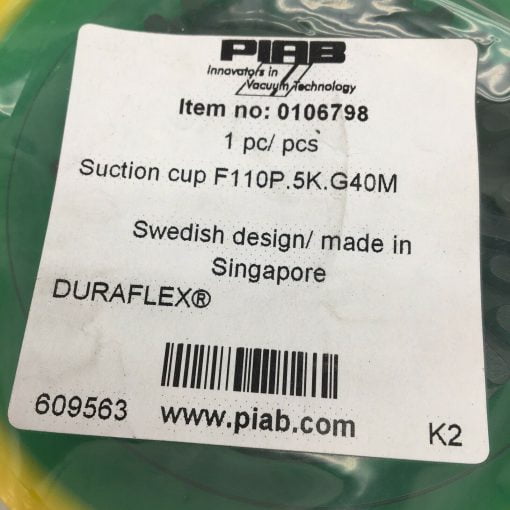 PIAB
Innovators in
Vacuum Technology
Item no: 0106798
1 pc/ pcs
Suction cup F110P.5K.G40M
Swedish design/ made in
Singapore
DURAFLEX®
609563 www.piab.com K2